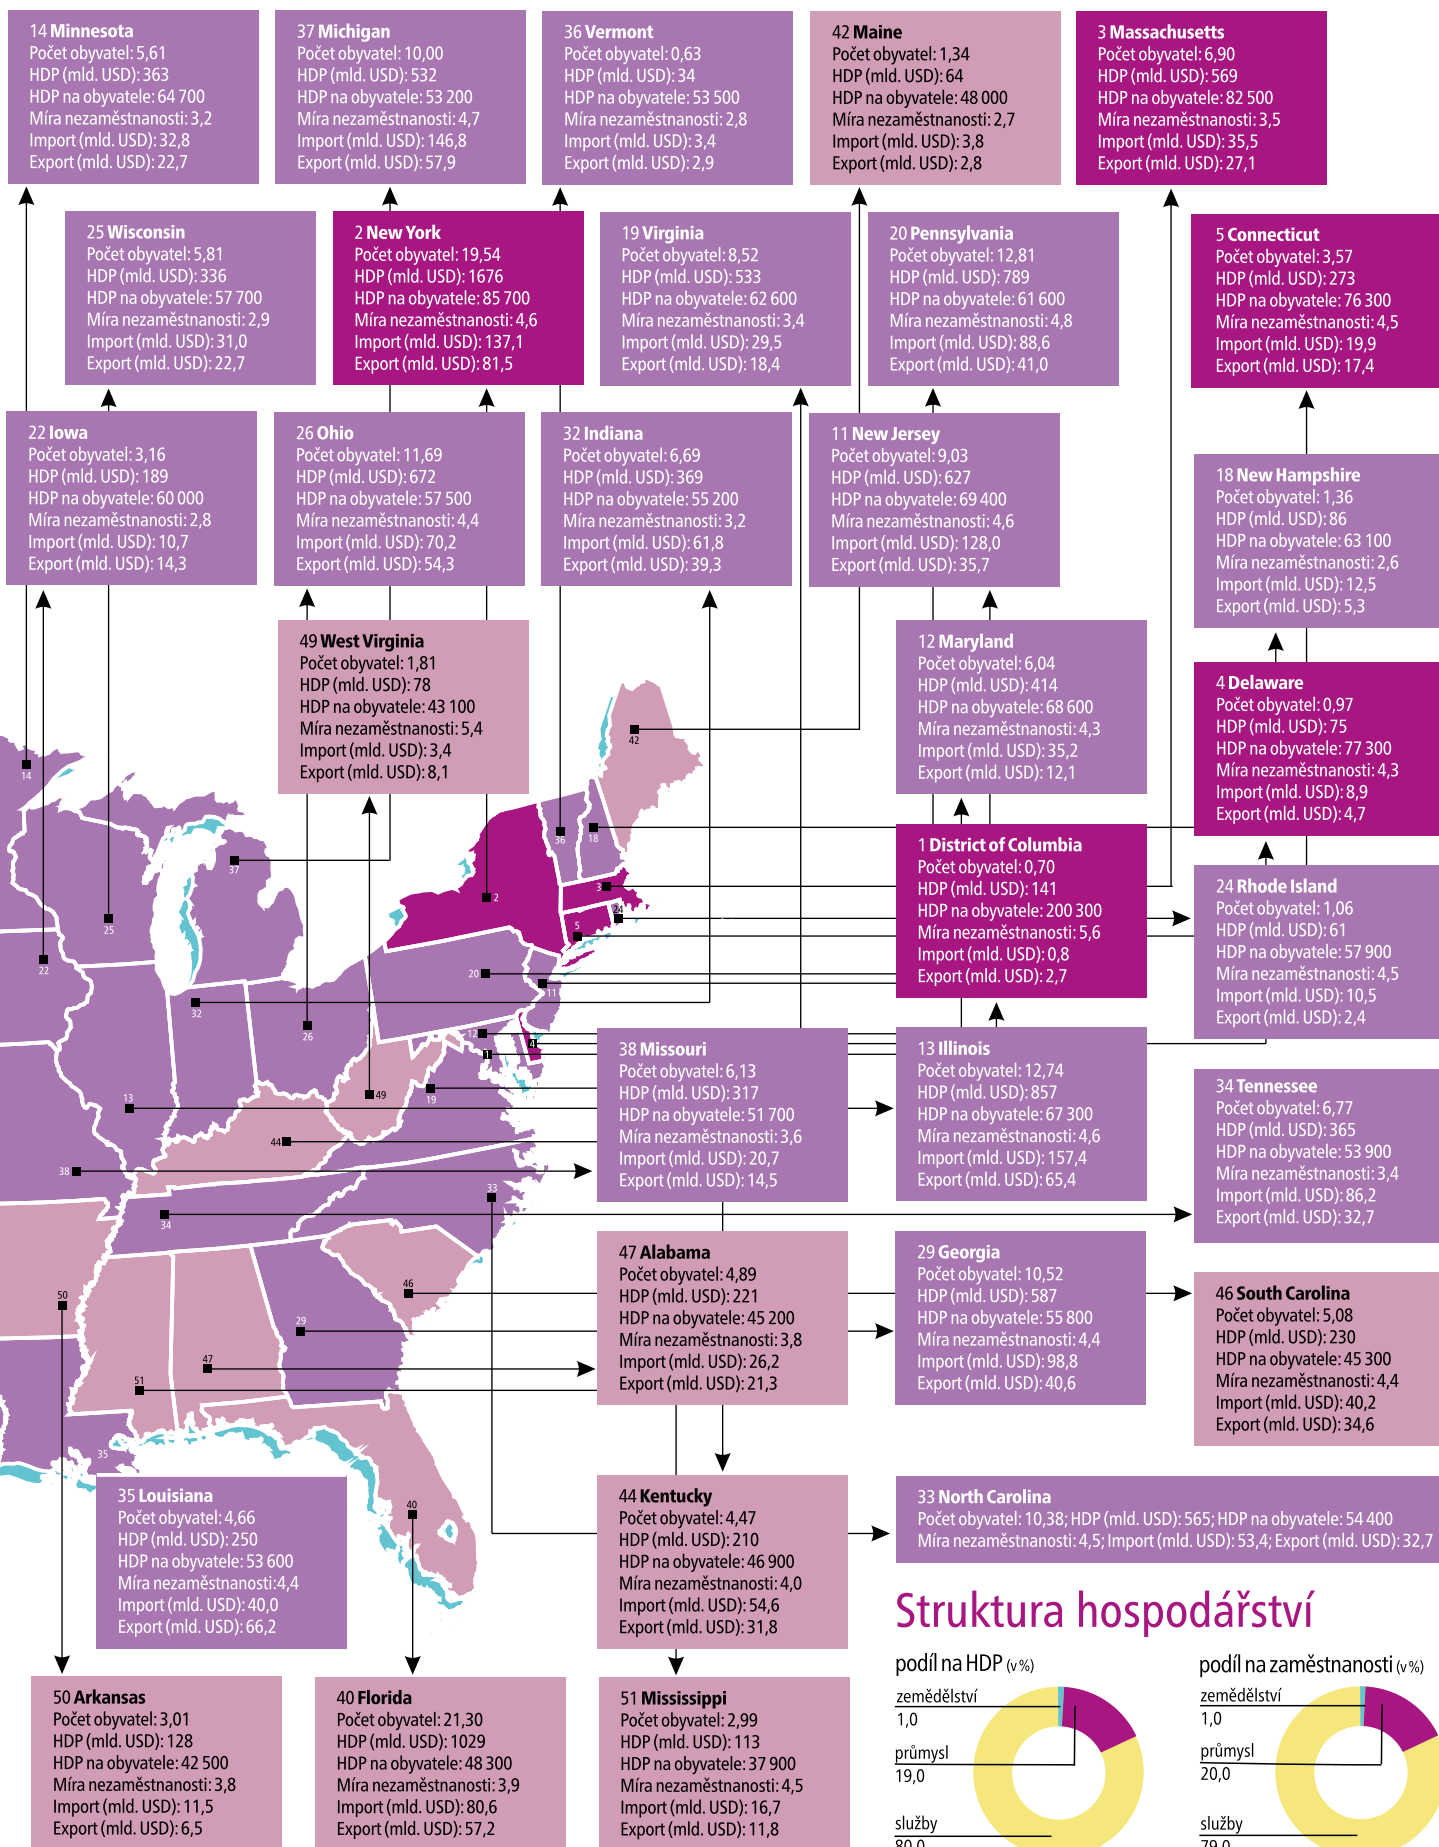 14 Minnesota
Počet obyvatel: 5,61
HDP (mld. USD): 363
HDP na obyvatele: 64 700
Míra nezaměstnanosti: 3,2
Import (mld. USD): 32,8
Export (mld. USD): 22,7
37 Michigan
Počet obyvatel: 10,00
HDP (mld. USD): 532
HDP na obyvatele: 53 200
Míra nezaměstnanosti: 4,7
Import (mld. USD): 146,8
Export (mld. USD): 57,9
36 Vermont
Počet obyvatel: 0,63
HDP (mld. USD): 34
HDP na obyvatele: 53 500
Míra nezaměstnanosti: 2,8
Import (mld. USD): 3,4
Export (mld. USD): 2,9
42 Maine
Počet obyvatel: 1,34
HDP (mld. USD): 64
HDP na obyvatele: 48 000
Míra nezaměstnanosti: 2,7
Import (mld. USD): 3,8
Export (mld. USD): 2,8
3 Massachusetts
Počet obyvatel: 6,90
HDP (mld. USD): 569
HDP na obyvatele: 82 500
Míra nezaměstnanosti: 3,5
Import (mld. USD): 35,5
Export (mld. USD): 27,1
25 Wisconsin
Počet obyvatel: 5,81
HDP (mld. USD): 336
HDP na obyvatele: 57 700
Míra nezaměstnanosti: 2,9
Import (mld. USD): 31,0
Export (mld. USD): 22,7
2 New York
Počet obyvatel: 19,54
HDP (mld. USD): 1676
HDP na obyvatele: 85 700
Míra nezaměstnanosti: 4,6
Import (mld. USD): 137,1
Export (mld. USD): 81,5
19 Virginia
Počet obyvatel: 8,52
HDP (mld. USD): 533
HDP na obyvatele: 62 600
Míra nezaměstnanosti: 3,4
Import (mld. USD): 29,5
Export (mld. USD): 18,4
20 Pennsylvania
Počet obyvatel: 12,81
HDP (mld. USD): 789
HDP na obyvatele: 61 600
Míra nezaměstnanosti: 4,8
Import (mld. USD): 88,6
Export (mld. USD): 41,0
5 Connecticut
Počet obyvatel: 3,57
HDP (mld. USD): 273
HDP na obyvatele: 76 300
Míra nezaměstnanosti: 4,5
Import (mld. USD): 19,9
Export (mld. USD): 17,4
22 Iowa
Počet obyvatel: 3,16
HDP (mld. USD): 189
HDP na obyvatele: 60 000
Míra nezaměstnanosti: 2,8
Import (mld. USD): 10,7
Export (mld. USD): 14,3
26 Ohio
Počet obyvatel: 11,69
HDP (mld. USD): 672
HDP na obyvatele: 57 500
Míra nezaměstnanosti: 4,4
Import (mld. USD): 70,2
Export (mld. USD): 54,3
32 Indiana
Počet obyvatel: 6,69
HDP (mld. USD): 369
HDP na obyvatele: 55 200
Míra nezaměstnanosti: 3,2
Import (mld. USD): 61,8
Export (mld. USD): 39,3
11 New Jersey
Počet obyvatel: 9,03
HDP (mld. USD): 627
HDP na obyvatele: 69 400
Míra nezaměstnanosti: 4,6
Import (mld. USD): 128,0
Export (mld. USD): 35,7
18 New Hampshire
Počet obyvatel: 1,36
HDP (mld. USD): 86
HDP na obyvatele: 63 100
Míra nezaměstnanosti: 2,6
Import (mld. USD): 12,5
Export (mld. USD): 5,3
49 West Virginia
Počet obyvatel: 1,81
HDP (mld. USD): 78
HDP na obyvatele: 43 100
Míra nezaměstnanosti: 5,4
Import (mld. USD): 3,4
Export (mld. USD): 8,1
12 Maryland
Počet obyvatel: 6,04
HDP (mld. USD): 414
HDP na obyvatele: 68 600
Míra nezaměstnanosti: 4,3
Import (mld. USD): 35,2
Export (mld. USD): 12,1
4 Delaware
Počet obyvatel: 0,97
HDP (mld. USD): 75
HDP na obyvatele: 77 300
Míra nezaměstnanosti: 4,3
Import (mld. USD): 8,9
Export (mld. USD): 4,7
1 District of Columbia
Počet obyvatel: 0,70
HDP (mld. USD): 141
HDP na obyvatele: 200 300
Míra nezaměstnanosti: 5,6
Import (mld. USD): 0,8
Export (mld. USD): 2,7
24 Rhode Island
Počet obyvatel: 1,06
HDP (mld. USD): 61
HDP na obyvatele: 57 900
Míra nezaměstnanosti: 4,5
Import (mld. USD): 10,5
Export (mld. USD): 2,4
42
14
36
18
37
3
2
24
25
5
22
20
11
32
26
12
4
1
13
49
19
44
38
33
34
46
50
29
47
51
35
40
38 Missouri
Počet obyvatel: 6,13
HDP (mld. USD): 317
HDP na obyvatele: 51 700
Míra nezaměstnanosti: 3,6
Import (mld. USD): 20,7
Export (mld. USD): 14,5
13 Illinois
Počet obyvatel: 12,74
HDP (mld. USD): 857
HDP na obyvatele: 67 300
Míra nezaměstnanosti: 4,6
Import (mld. USD): 157,4
Export (mld. USD): 65,4
34 Tennessee
Počet obyvatel: 6,77
HDP (mld. USD): 365
HDP na obyvatele: 53 900
Míra nezaměstnanosti: 3,4
Import (mld. USD): 86,2
Export (mld. USD): 32,7
47 Alabama
Počet obyvatel: 4,89
HDP (mld. USD): 221
HDP na obyvatele: 45 200
Míra nezaměstnanosti: 3,8
Import (mld. USD): 26,2
Export (mld. USD): 21,3
29 Georgia
Počet obyvatel: 10,52
HDP (mld. USD): 587
HDP na obyvatele: 55 800
Míra nezaměstnanosti: 4,4
Import (mld. USD): 98,8
Export (mld. USD): 40,6
46 South Carolina
Počet obyvatel: 5,08
HDP (mld. USD): 230
HDP na obyvatele: 45 300
Míra nezaměstnanosti: 4,4
Import (mld. USD): 40,2
Export (mld. USD): 34,6
35 Louisiana
Počet obyvatel: 4,66
HDP (mld. USD): 250
HDP na obyvatele: 53 600
Míra nezaměstnanosti:4,4
Import (mld. USD): 40,0
Export (mld. USD): 66,2
44 Kentucky
Počet obyvatel: 4,47
HDP (mld. USD): 210
HDP na obyvatele: 46 900
Míra nezaměstnanosti: 4,0
Import (mld. USD): 54,6
Export (mld. USD): 31,8
33 North Carolina
Počet obyvatel: 10,38; HDP (mld. USD): 565; HDP na obyvatele: 54 400
Míra nezaměstnanosti: 4,5; Import (mld. USD): 53,4; Export (mld. USD): 32,7
50 Arkansas
Počet obyvatel: 3,01
HDP (mld. USD): 128
HDP na obyvatele: 42 500
Míra nezaměstnanosti: 3,8
Import (mld. USD): 11,5
Export (mld. USD): 6,5
40 Florida
Počet obyvatel: 21,30
HDP (mld. USD): 1029
HDP na obyvatele: 48 300
Míra nezaměstnanosti: 3,9
Import (mld. USD): 80,6
Export (mld. USD): 57,2
51 Mississippi
Počet obyvatel: 2,99
HDP (mld. USD): 113
HDP na obyvatele: 37 900
Míra nezaměstnanosti: 4,5
Import (mld. USD): 16,7
Export (mld. USD): 11,8
Struktura hospodářství
podíl na HDP (v %)
zemědělství
1,0
průmysl
19,0
služby
80,0
podíl na zaměstnanosti (v %)
zemědělství
1,0
průmysl
20,0
služby
79,0